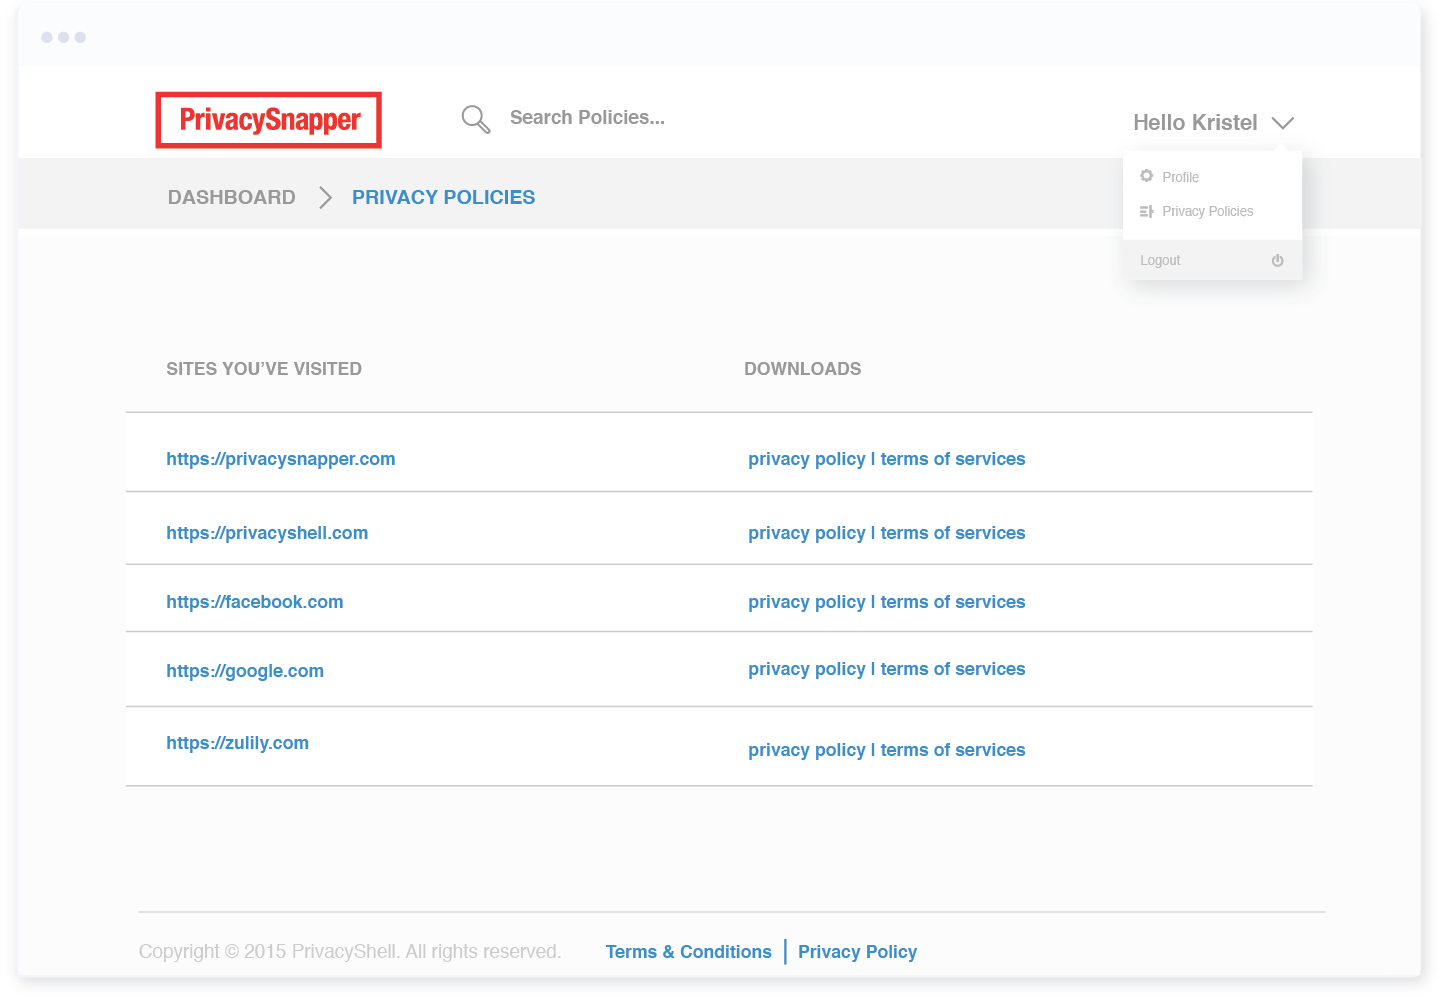 PrivacySnapper
Search Policies...
Hello Kristel
Profile
Privacy Policies
Logout
DASHBOARD PRIVACY POLICIES
SITES YOU’VE VISITED DOWNLOADS
https://privacysnapper.com privacy policy | terms of services
https://privacyshell.com privacy policy | terms of services
https://facebook.com privacy policy | terms of services
https://google.com privacy policy | terms of services
https://zulily.com privacy policy | terms of services
Copyright © 2015 PrivacyShell. All rights reserved. Terms & Conditions | Privacy Policy